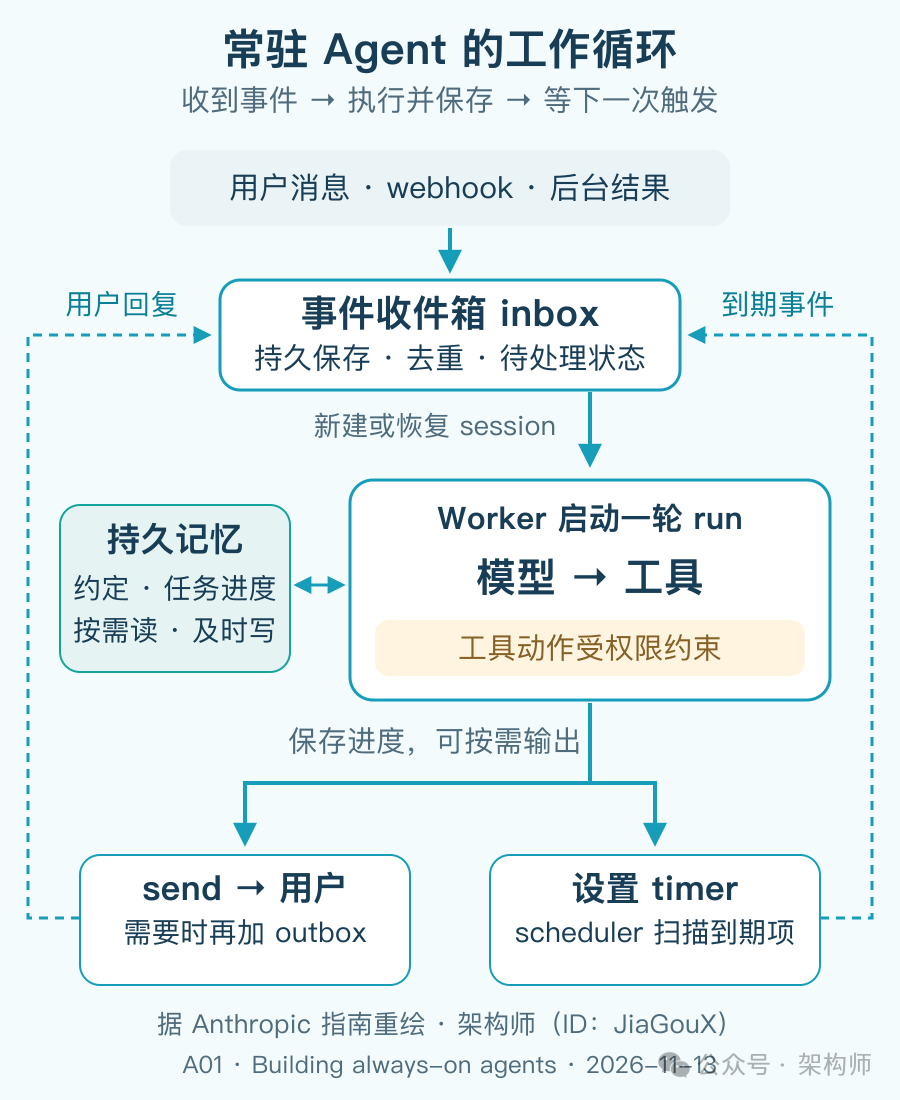 常驻 Agent 的工作循环
收到事件 → 执行并保存 → 等下一次触发
用户消息 · webhook · 后台结果
用户回复
事件收件箱 inbox
到期事件
持久保存 · 去重 · 待处理状态
新建或恢复 session
Worker 启动一轮 run
持久记忆
模型 → 工具
约定 · 任务进度
按需读 · 及时写
工具动作受权限约束
保存进度，可按需输出
send → 用户
设置 timer
需要时再加 outbox
scheduler 扫描到期项
据 Anthropic 指南重绘 · 架构师（ID：JiaGouX）
A01 · Building always-on agents · 2026-11-13
公众号 · 架构师